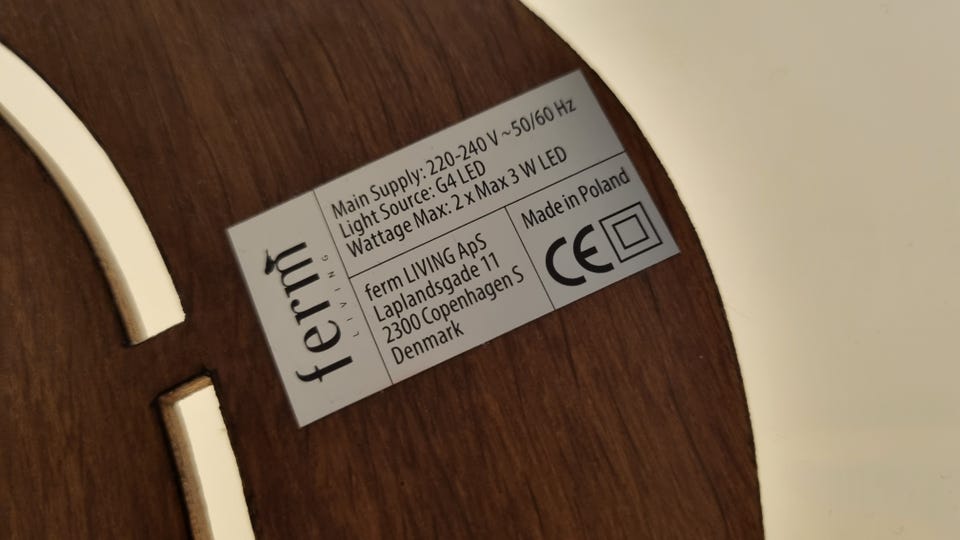 ferm
LIVING
Main Supply: 220-240 V ~ 50/60 Hz
Light Source: G4 LED
Wattage Max: 2 x Max 3 W LED
ferm LIVING ApS
Laplandsgade 11
2300 Copenhagen S
Denmark
Made in Poland
CE